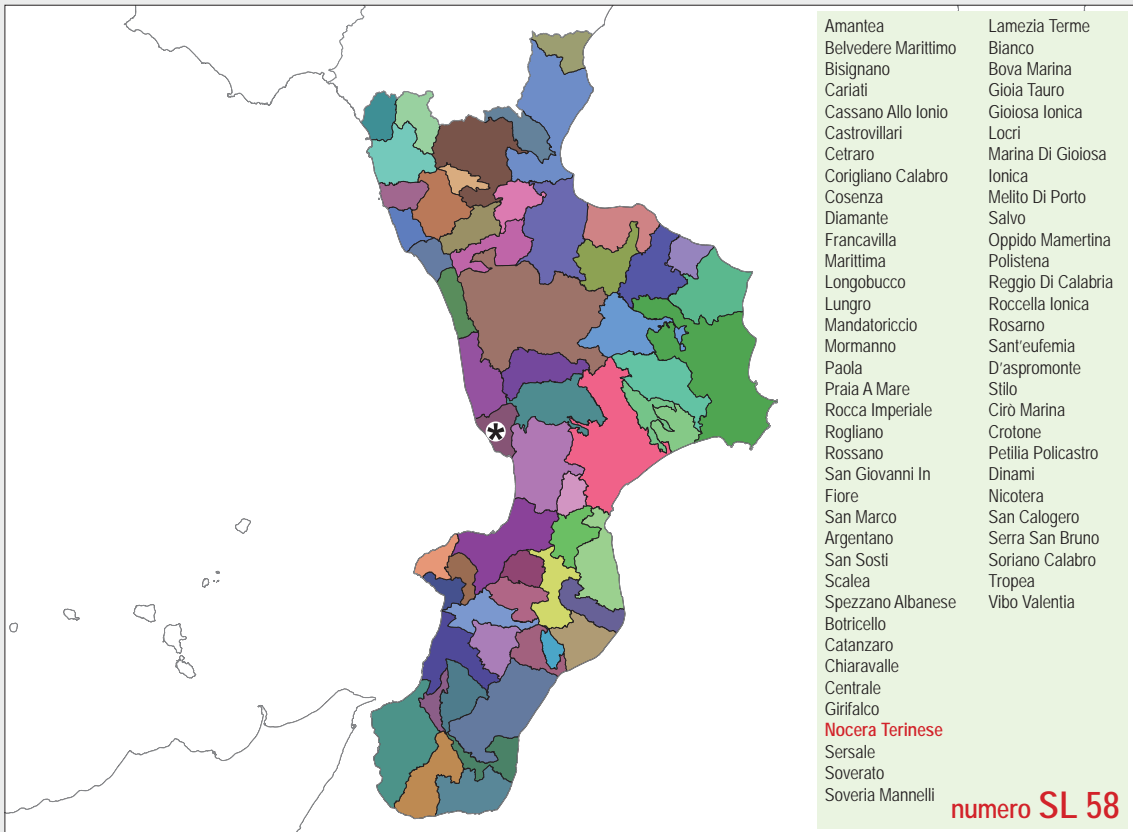 Amantea
Belvedere Marittimo
Bisignano
Cariati
Cassano Allo Ionio
Castrovillari
Cetraro
Corigliano Calabro
Cosenza
Diamante
Francavilla
Marittima
Longobucco
Lungro
Mandatoriccio
Mormanno
Paola
Praia A Mare
Rocca Imperiale
Rogliano
Rossano
San Giovanni In
Fiore
San Marco
Argentano
San Sosti
Scalea
Spezzano Albanese
Botricello
Catanzaro
Chiaravalle
Centrale
Girifalco
Nocera Terinese
Sersale
Soverato
Soveria Mannelli
Lamezia Terme
Bianco
Bova Marina
Gioia Tauro
Gioiosa Ionica
Locri
Marina Di Gioiosa
Ionica
Melito Di Porto
Salvo
Oppido Mamertina
Polistena
Reggio Di Calabria
Roccella Ionica
Rosarno
Sant'eufemia
D'aspromonte
Stilo
Cirò Marina
Crotone
Petilia Policastro
Dinami
Nicotera
San Calogero
Serra San Bruno
Soriano Calabro
Tropea
Vibo Valentia
numero SL 58